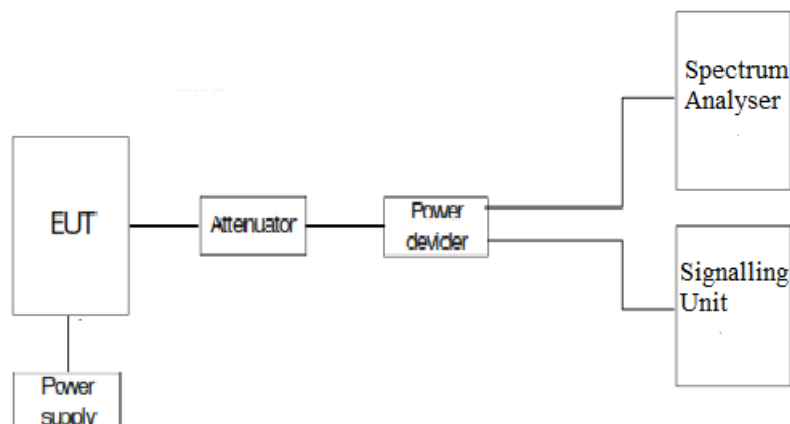 Spectrum
Analyser
EUT
Attenuator
Power
devider
Signalling
Unit
Power
supply